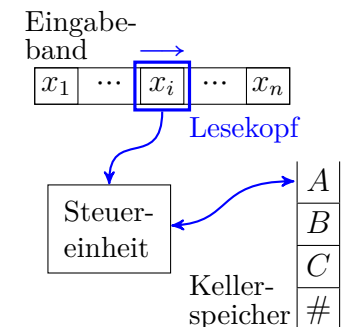 Eingabe-
band
x₁ ... xᵢ ... xₙ
Lesekopf
Steuer-
einheit
A
B
C
Keller-
speicher
#